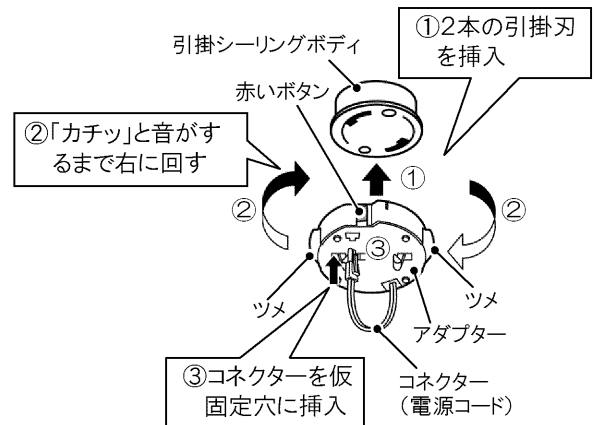 ①2本の引掛刃
を挿入
引掛シーリングボディ
赤いボタン
②「カチッ」と音がす
るまで右に回す
①
②
②
③
ツメ
ツメ
アダプター
③コネクターを仮
固定穴に挿入
コネクター
(電源コード)